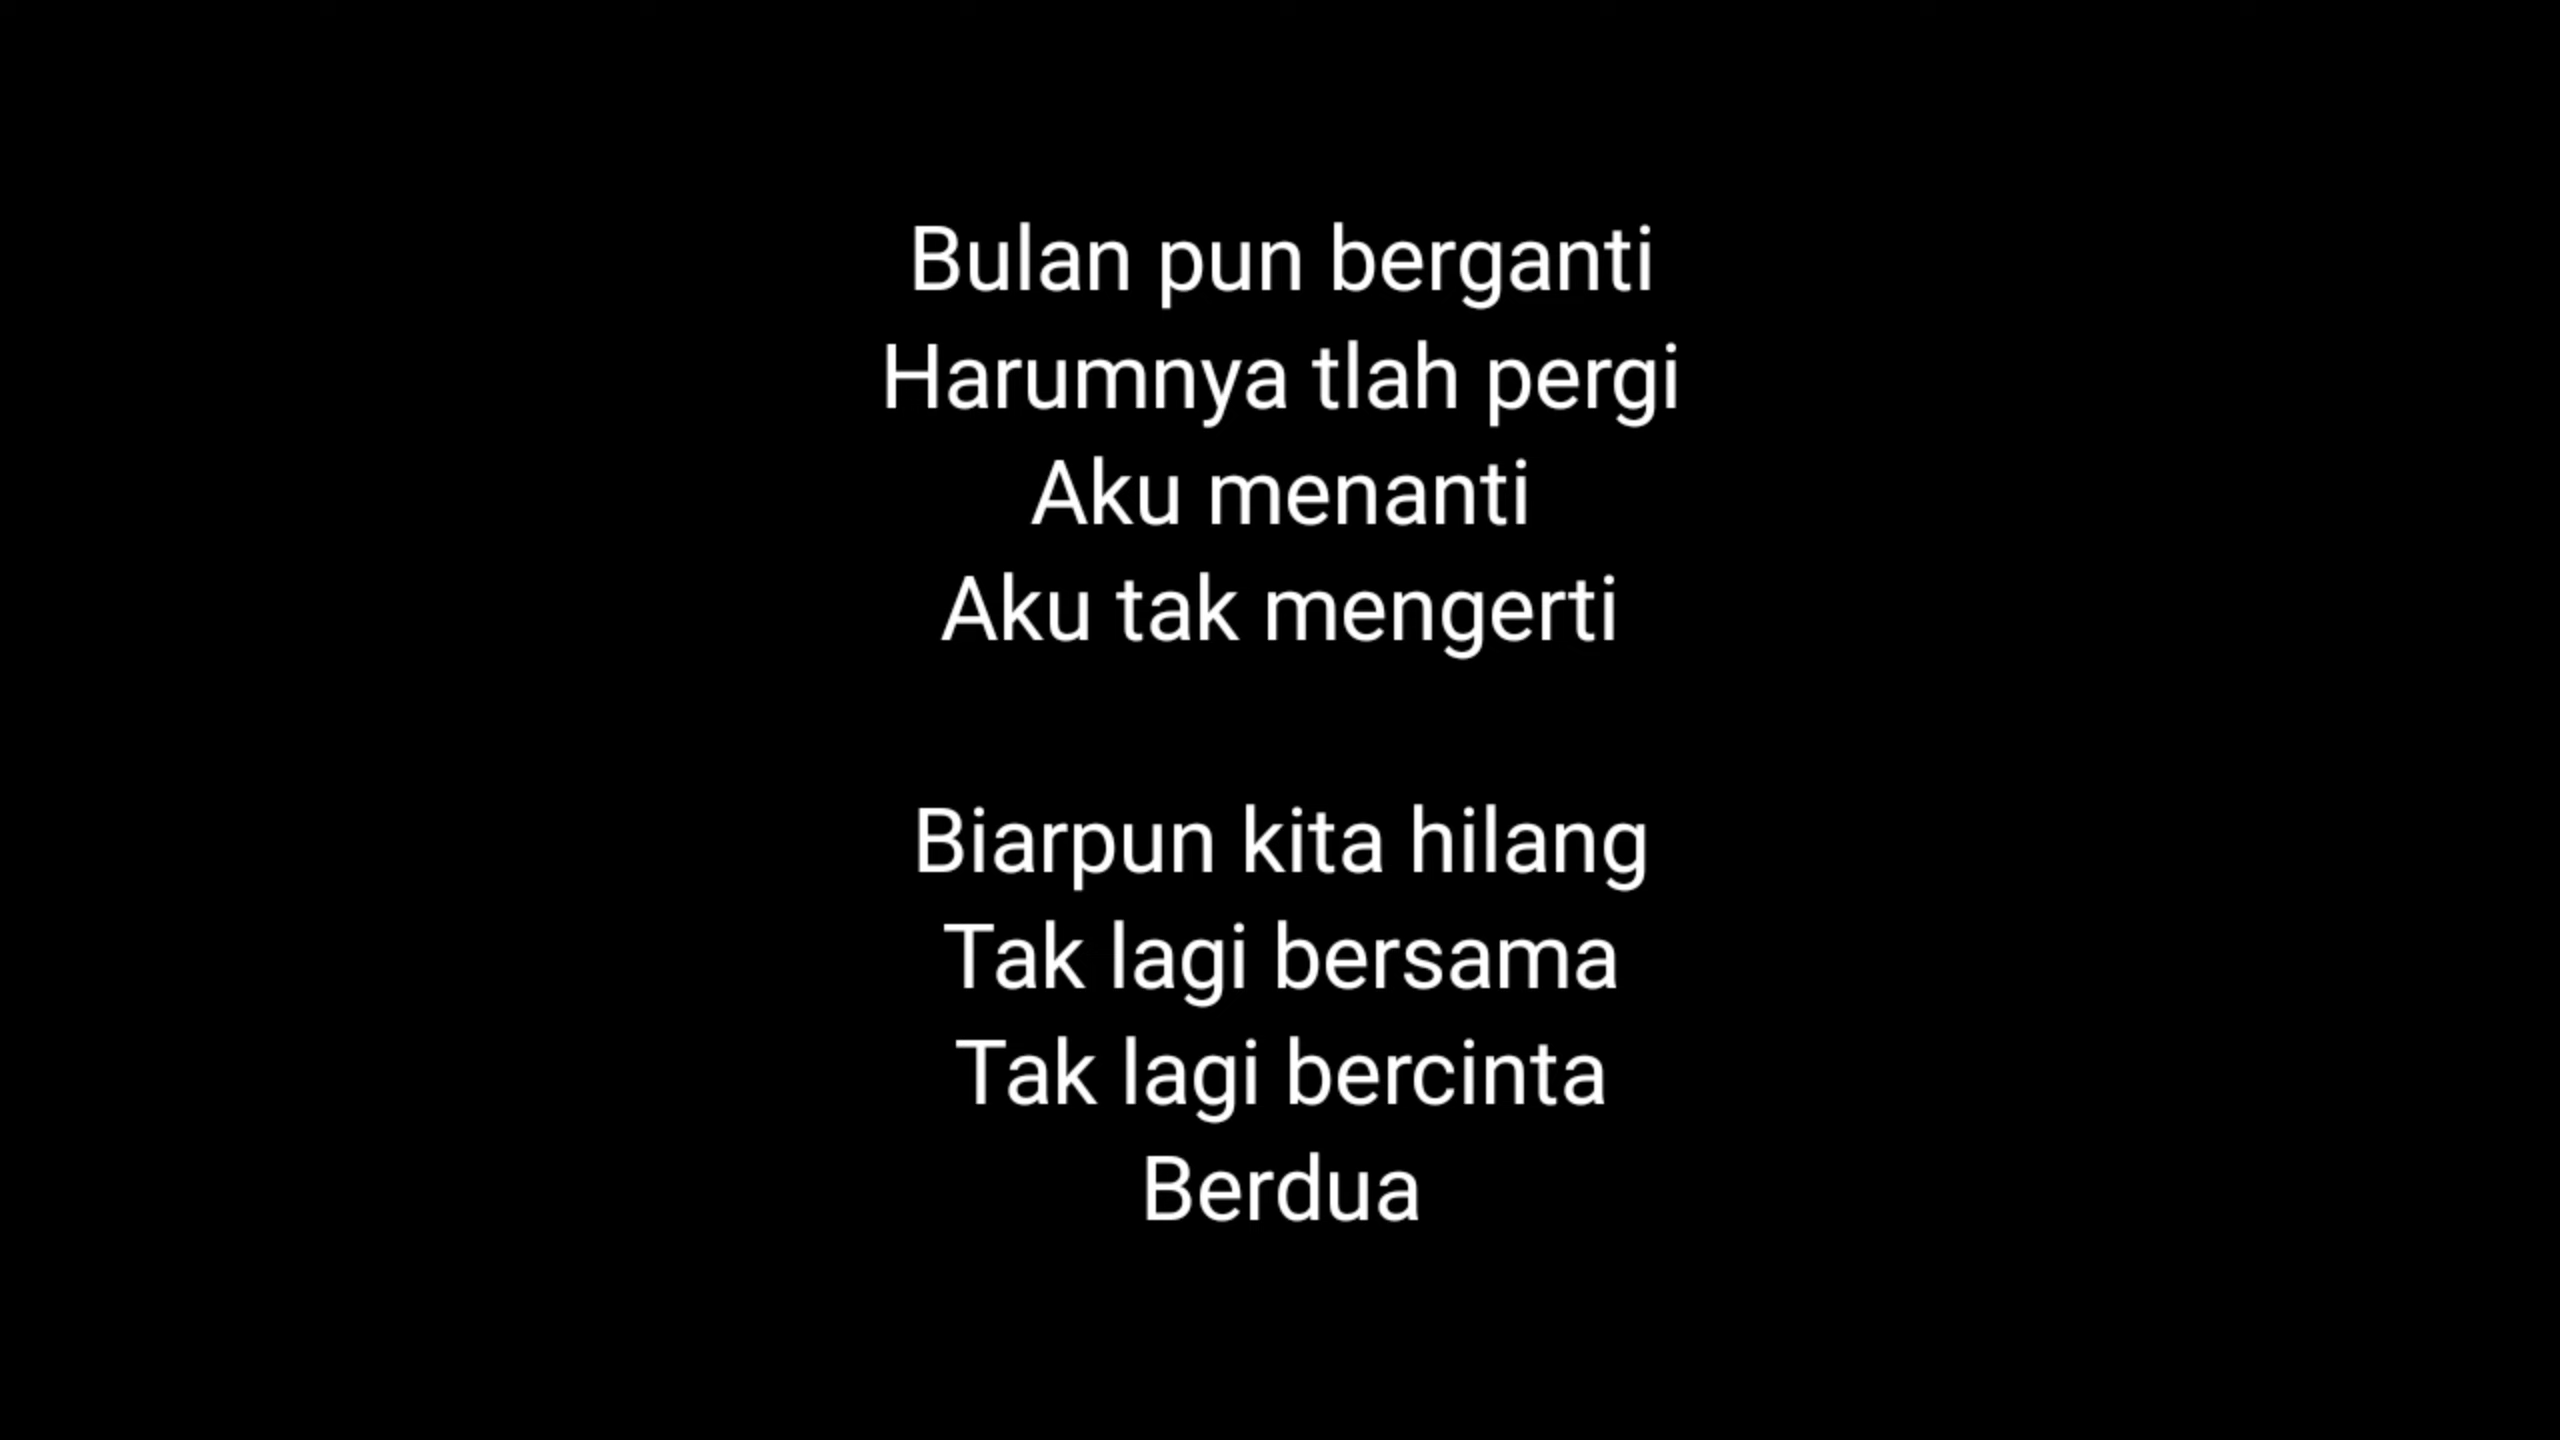 Bulan pun berganti
Harumnya tlah pergi
Aku menanti
Aku tak mengerti
Biarpun kita hilang
Tak lagi bersama
Tak lagi bercinta
Berdua